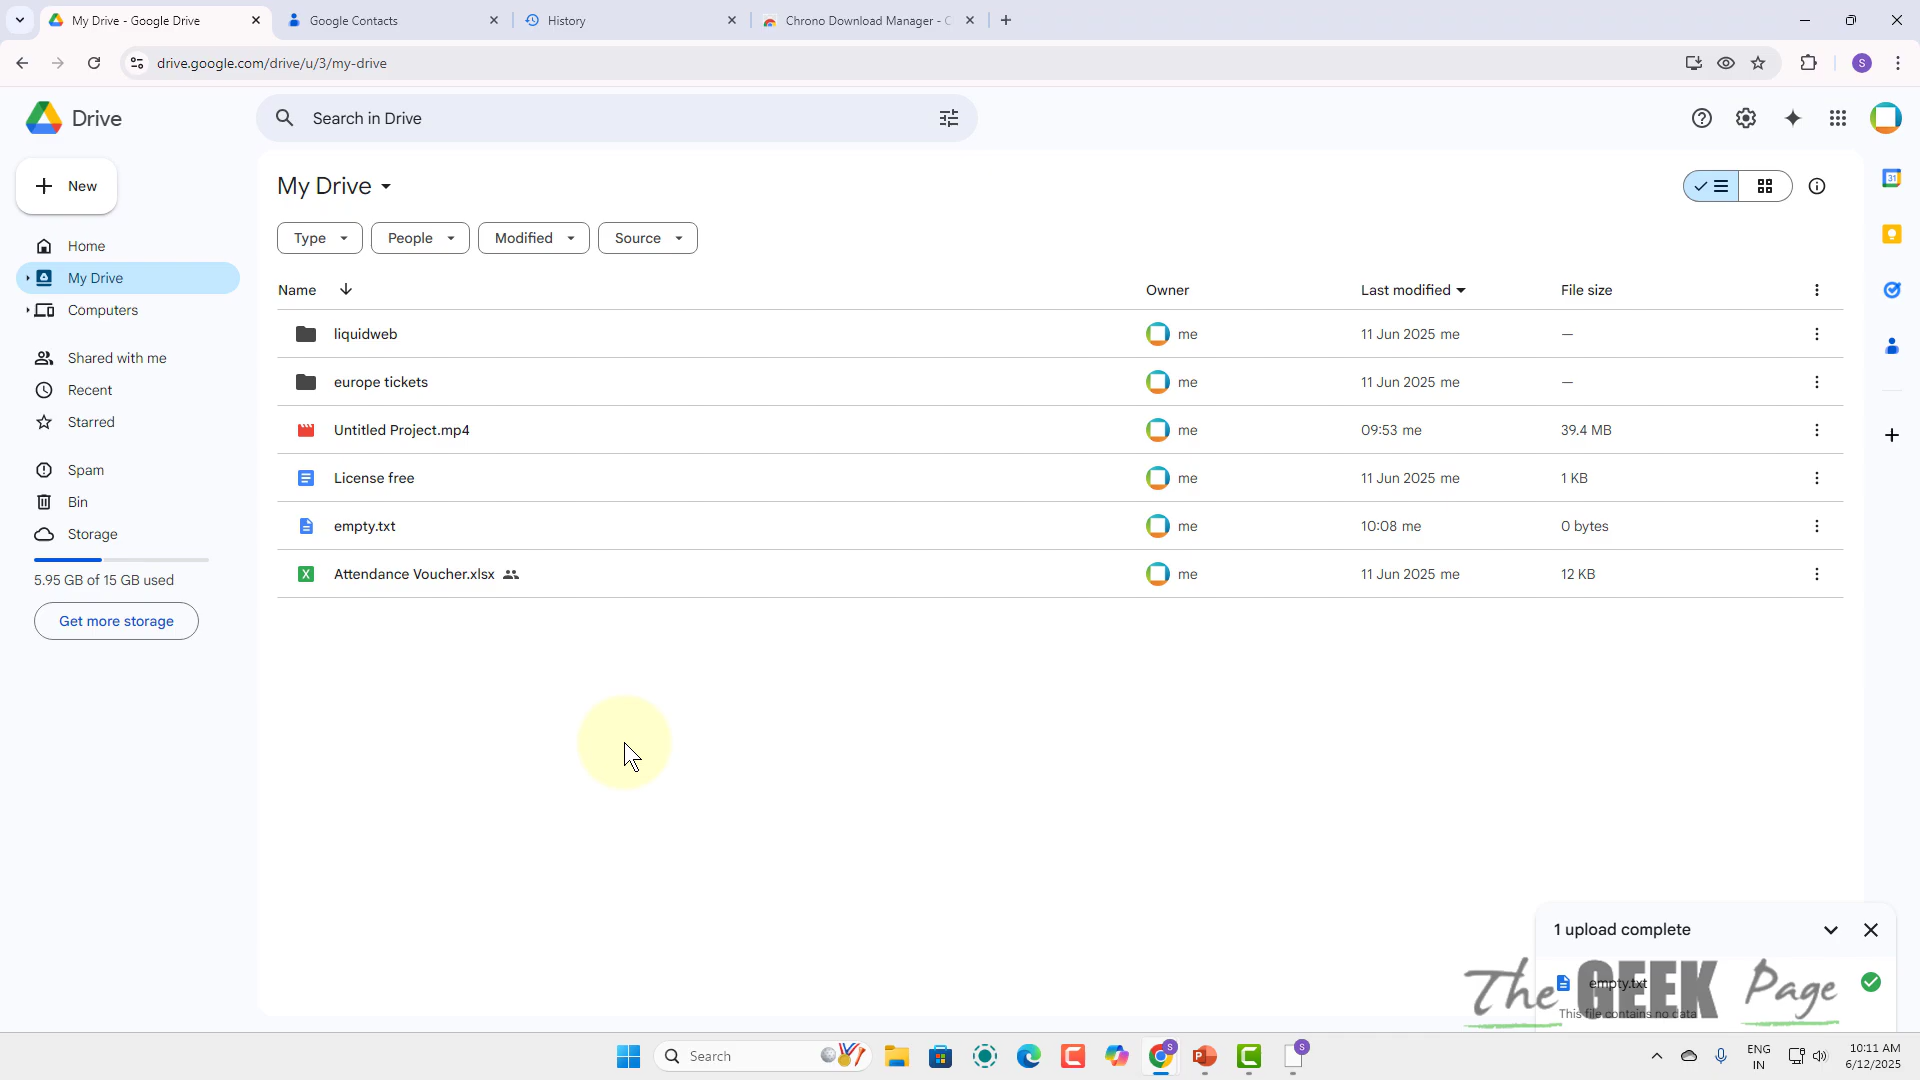 My Drive - Google Drive
Google Contacts
History
Chrono Download Manager - C
drive.google.com/drive/u/3/my-drive
S
Drive
Search in Drive
New
My Drive
31
Type
People
Modified
Source
Home
My Drive
Computers
Shared with me
Recent
Starred
Spam
Bin
Storage
5.95 GB of 15 GB used
Get more storage
Name Owner Last modified File size
liquidweb me 11 Jun 2025 me —
europe tickets me 11 Jun 2025 me —
Untitled Project.mp4 me 09:53 me 39.4 MB
License free me 11 Jun 2025 me 1 KB
empty.txt me 10:08 me 0 bytes
X Attendance Voucher.xlsx me 11 Jun 2025 me 12 KB
1 upload complete
empty.txt
This file contains no data
The GEEK Page
Search
S
S
ENG
IN
10:11 AM
6/12/2025